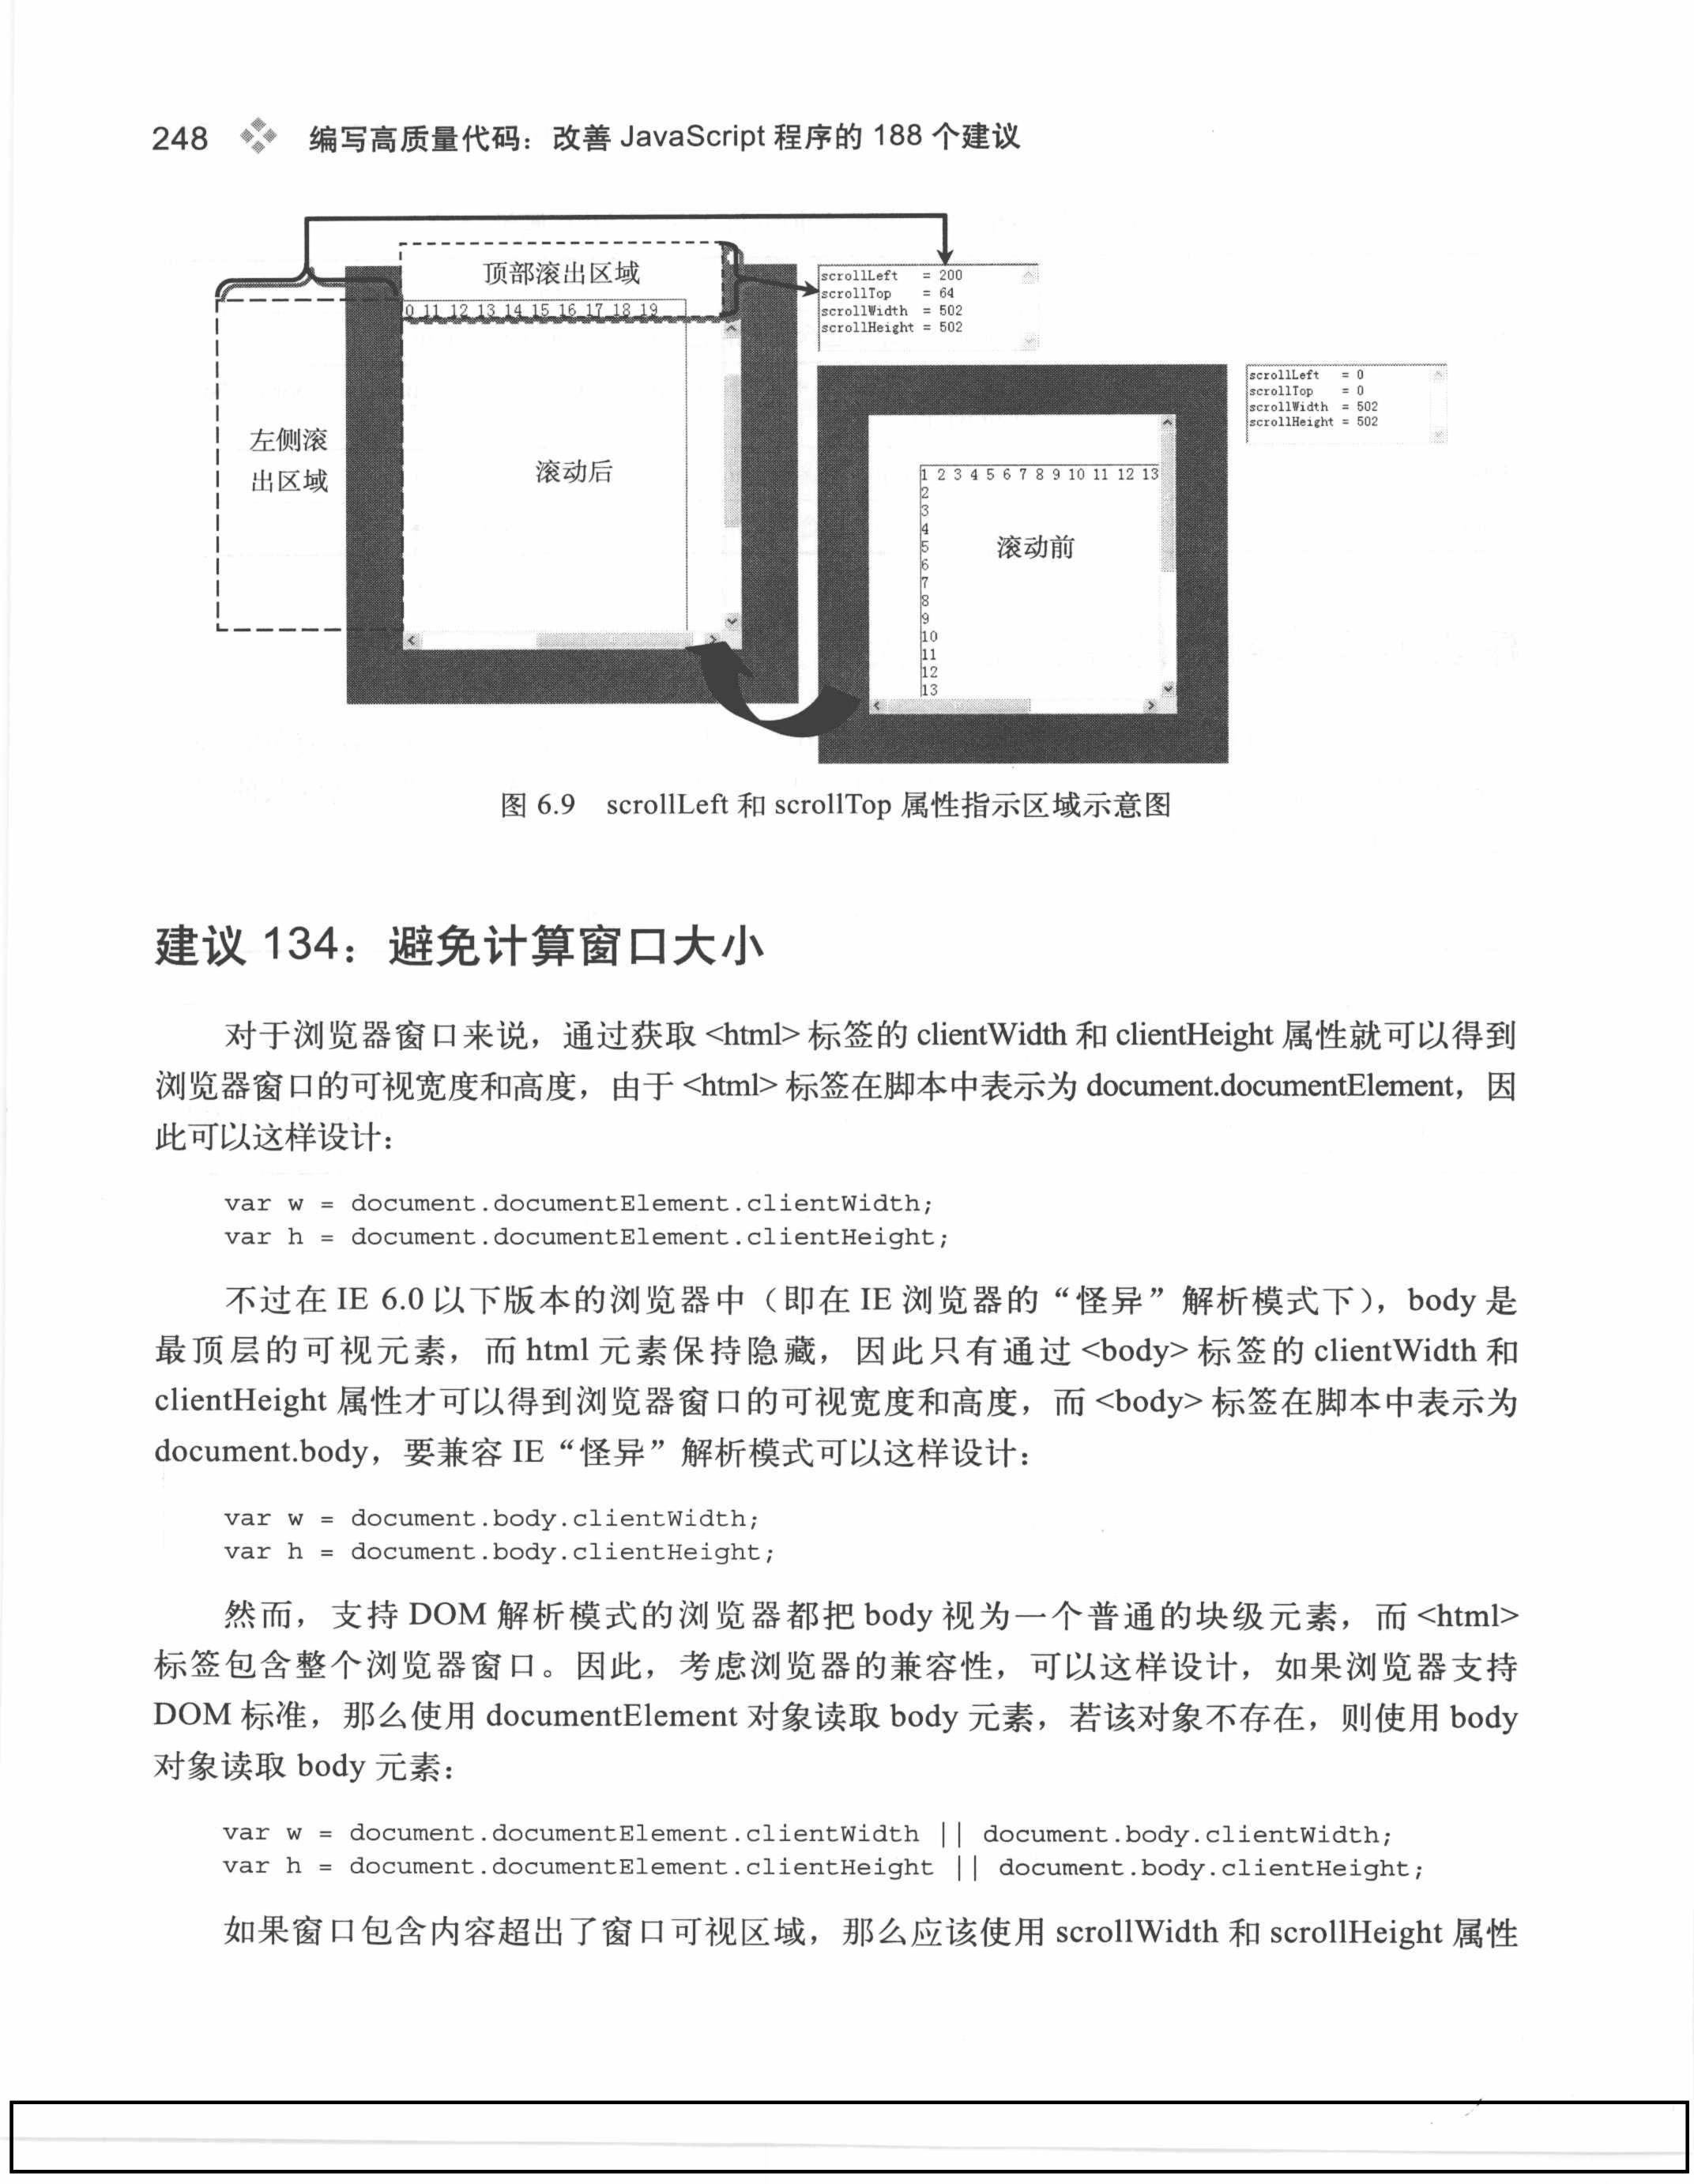 248 编写高质量代码：改善 JavaScript 程序的 188 个建议
顶部滚出区域
0 11 12 13 14 15 16 17 18 19
左侧滚
出区域
滚动后
scrollLeft = 200
scrollTop = 64
scrollWidth = 502
scrollHeight = 502
scrollLeft = 0
scrollTop = 0
scrollWidth = 502
scrollHeight = 502
1 2 3 4 5 6 7 8 9 10 11 12 13
2
3
4
5
6
7
8
9
10
11
12
13
滚动前
图 6.9 scrollLeft 和 scrollTop 属性指示区域示意图
建议 134：避免计算窗口大小
对于浏览器窗口来说，通过获取 <html> 标签的 clientWidth 和 clientHeight 属性就可以得到
浏览器窗口的可视宽度和高度，由于 <html> 标签在脚本中表示为 document.documentElement，因
此可以这样设计：
var w = document.documentElement.clientWidth;
var h = document.documentElement.clientHeight;
不过在 IE 6.0 以下版本的浏览器中（即在 IE 浏览器的“怪异”解析模式下），body 是
最顶层的可视元素，而 html 元素保持隐藏，因此只有通过 <body> 标签的 clientWidth 和
clientHeight 属性才可以得到浏览器窗口的可视宽度和高度，而 <body> 标签在脚本中表示为
document.body，要兼容 IE“怪异”解析模式可以这样设计：
var w = document.body.clientWidth;
var h = document.body.clientHeight;
然而，支持 DOM 解析模式的浏览器都把 body 视为一个普通的块级元素，而 <html>
标签包含整个浏览器窗口。因此，考虑浏览器的兼容性，可以这样设计，如果浏览器支持
DOM 标准，那么使用 documentElement 对象读取 body 元素，若该对象不存在，则使用 body
对象读取 body 元素：
var w = document.documentElement.clientWidth || document.body.clientWidth;
var h = document.documentElement.clientHeight || document.body.clientHeight;
如果窗口包含内容超出了窗口可视区域，那么应该使用 scrollWidth 和 scrollHeight 属性